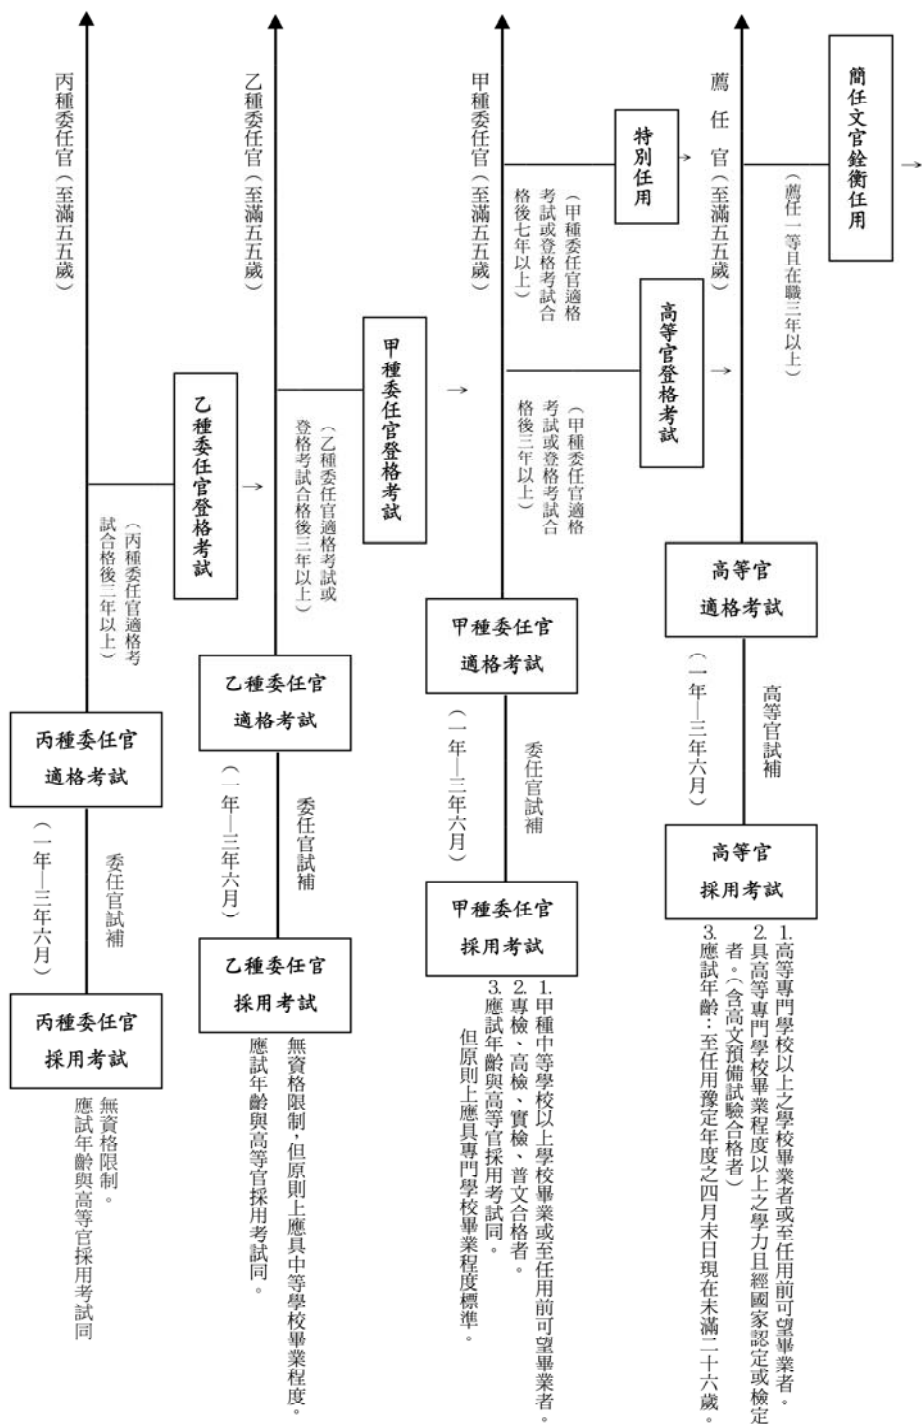 簡任文官銓衡任用
(薦任一等且在職三年以上)
薦任官(至滿五五歲)
高等官
適格考試
高等官試補
(一年—三年六月)
高等官
採用考試
1.高等專門學校以上之學校畢業者或至任用前可望畢業者。
2.具高等專門學校畢業程度以上之學力且經國家認定或檢定
者。(含高文預備試驗合格者)
3.應試年齡：至任用豫定年度之四月末日現在未滿二十六歲。
特別任用
(甲種委任官適格
考試或登格考試合
格後七年以上)
高等官登格考試
(甲種委任官適格
考試或登格考試合
格後三年以上)
甲種委任官(至滿五五歲)
甲種委任官
適格考試
委任官試補
(一年—三年六月)
甲種委任官
採用考試
1.甲種中等學校以上學校畢業或至任用前可望畢業者。
2.專檢、高檢、實檢、普文合格者。
3.應試年齡與高等官採用考試同。
但原則上應具專門學校畢業程度標準。
甲種委任官登格考試
(乙種委任官適格考試或
登格考試合格後三年以上)
乙種委任官(至滿五五歲)
乙種委任官
適格考試
委任官試補
(一年—三年六月)
乙種委任官
採用考試
無資格限制，但原則上應具中等學校畢業程度。
應試年齡與高等官採用考試同。
乙種委任官登格考試
(丙種委任官適格考
試合格後三年以上)
丙種委任官(至滿五五歲)
丙種委任官
適格考試
委任官試補
(一年—三年六月)
丙種委任官
採用考試
無資格限制。
應試年齡與高等官採用考試同